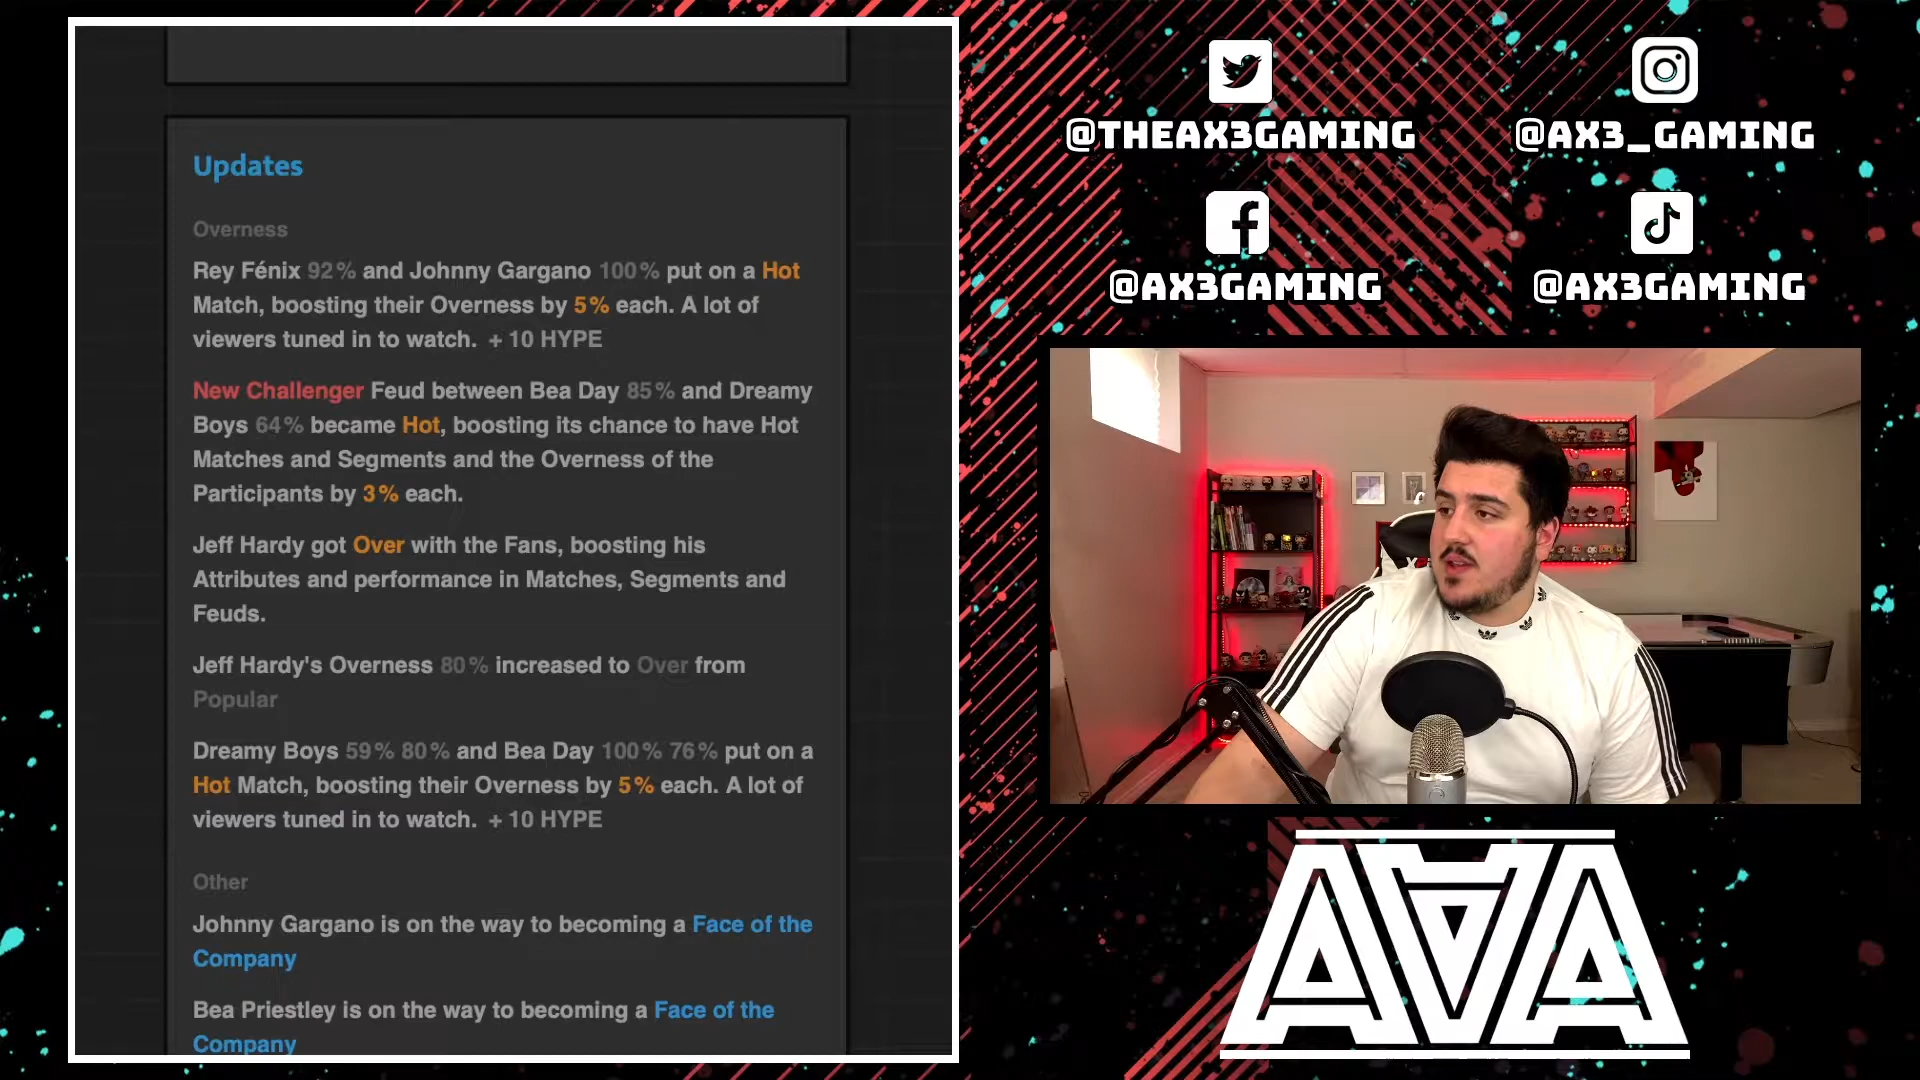 Updates
Overness
Rey Fénix 92% and Johnny Gargano 100% put on a Hot
Match, boosting their Overness by 5% each. A lot of
viewers tuned in to watch. + 10 HYPE
New Challenger Feud between Bea Day 85% and Dreamy
Boys 64% became Hot, boosting its chance to have Hot
Matches and Segments and the Overness of the
Participants by 3% each.
Jeff Hardy got Over with the Fans, boosting his
Attributes and performance in Matches, Segments and
Feuds.
Jeff Hardy's Overness 80% increased to Over from
Popular
Dreamy Boys 59% 80% and Bea Day 100% 76% put on a
Hot Match, boosting their Overness by 5% each. A lot of
viewers tuned in to watch. + 10 HYPE
Other
Johnny Gargano is on the way to becoming a Face of the
Company
Bea Priestley is on the way to becoming a Face of the
Company
@THEAX3GAMING
@AX3_GAMING
@AX3GAMING
@AX3GAMING